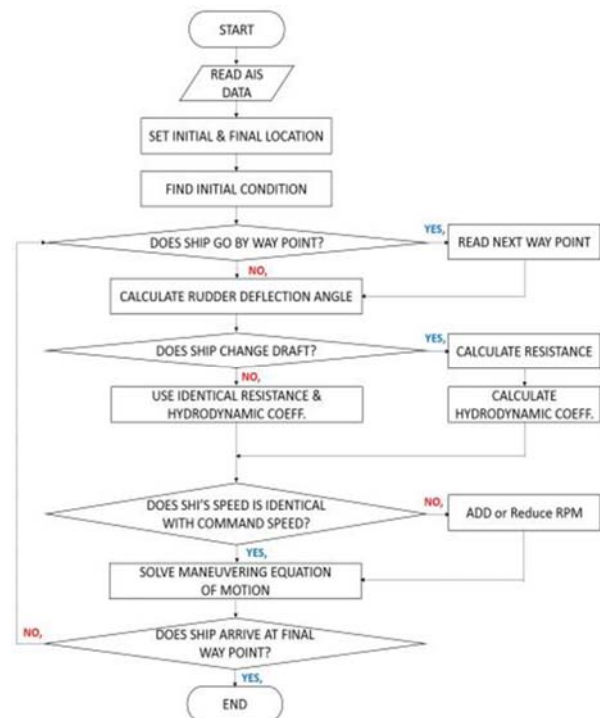 START
READ AIS
DATA
SET INITIAL & FINAL LOCATION
FIND INITIAL CONDITION
DOES SHIP GO BY WAY POINT?
YES,
READ NEXT WAY POINT
NO,
CALCULATE RUDDER DEFLECTION ANGLE
DOES SHIP CHANGE DRAFT?
YES,
CALCULATE RESISTANCE
NO,
USE IDENTICAL RESISTANCE &
HYDRODYNAMIC COEFF.
CALCULATE
HYDRODYNAMIC COEFF.
DOES SHI'S SPEED IS IDENTICAL
WITH COMMAND SPEED?
NO,
ADD or Reduce RPM
YES,
SOLVE MANEUVERING EQUATION
OF MOTION
NO,
DOES SHIP ARRIVE AT FINAL
WAY POINT?
YES,
END